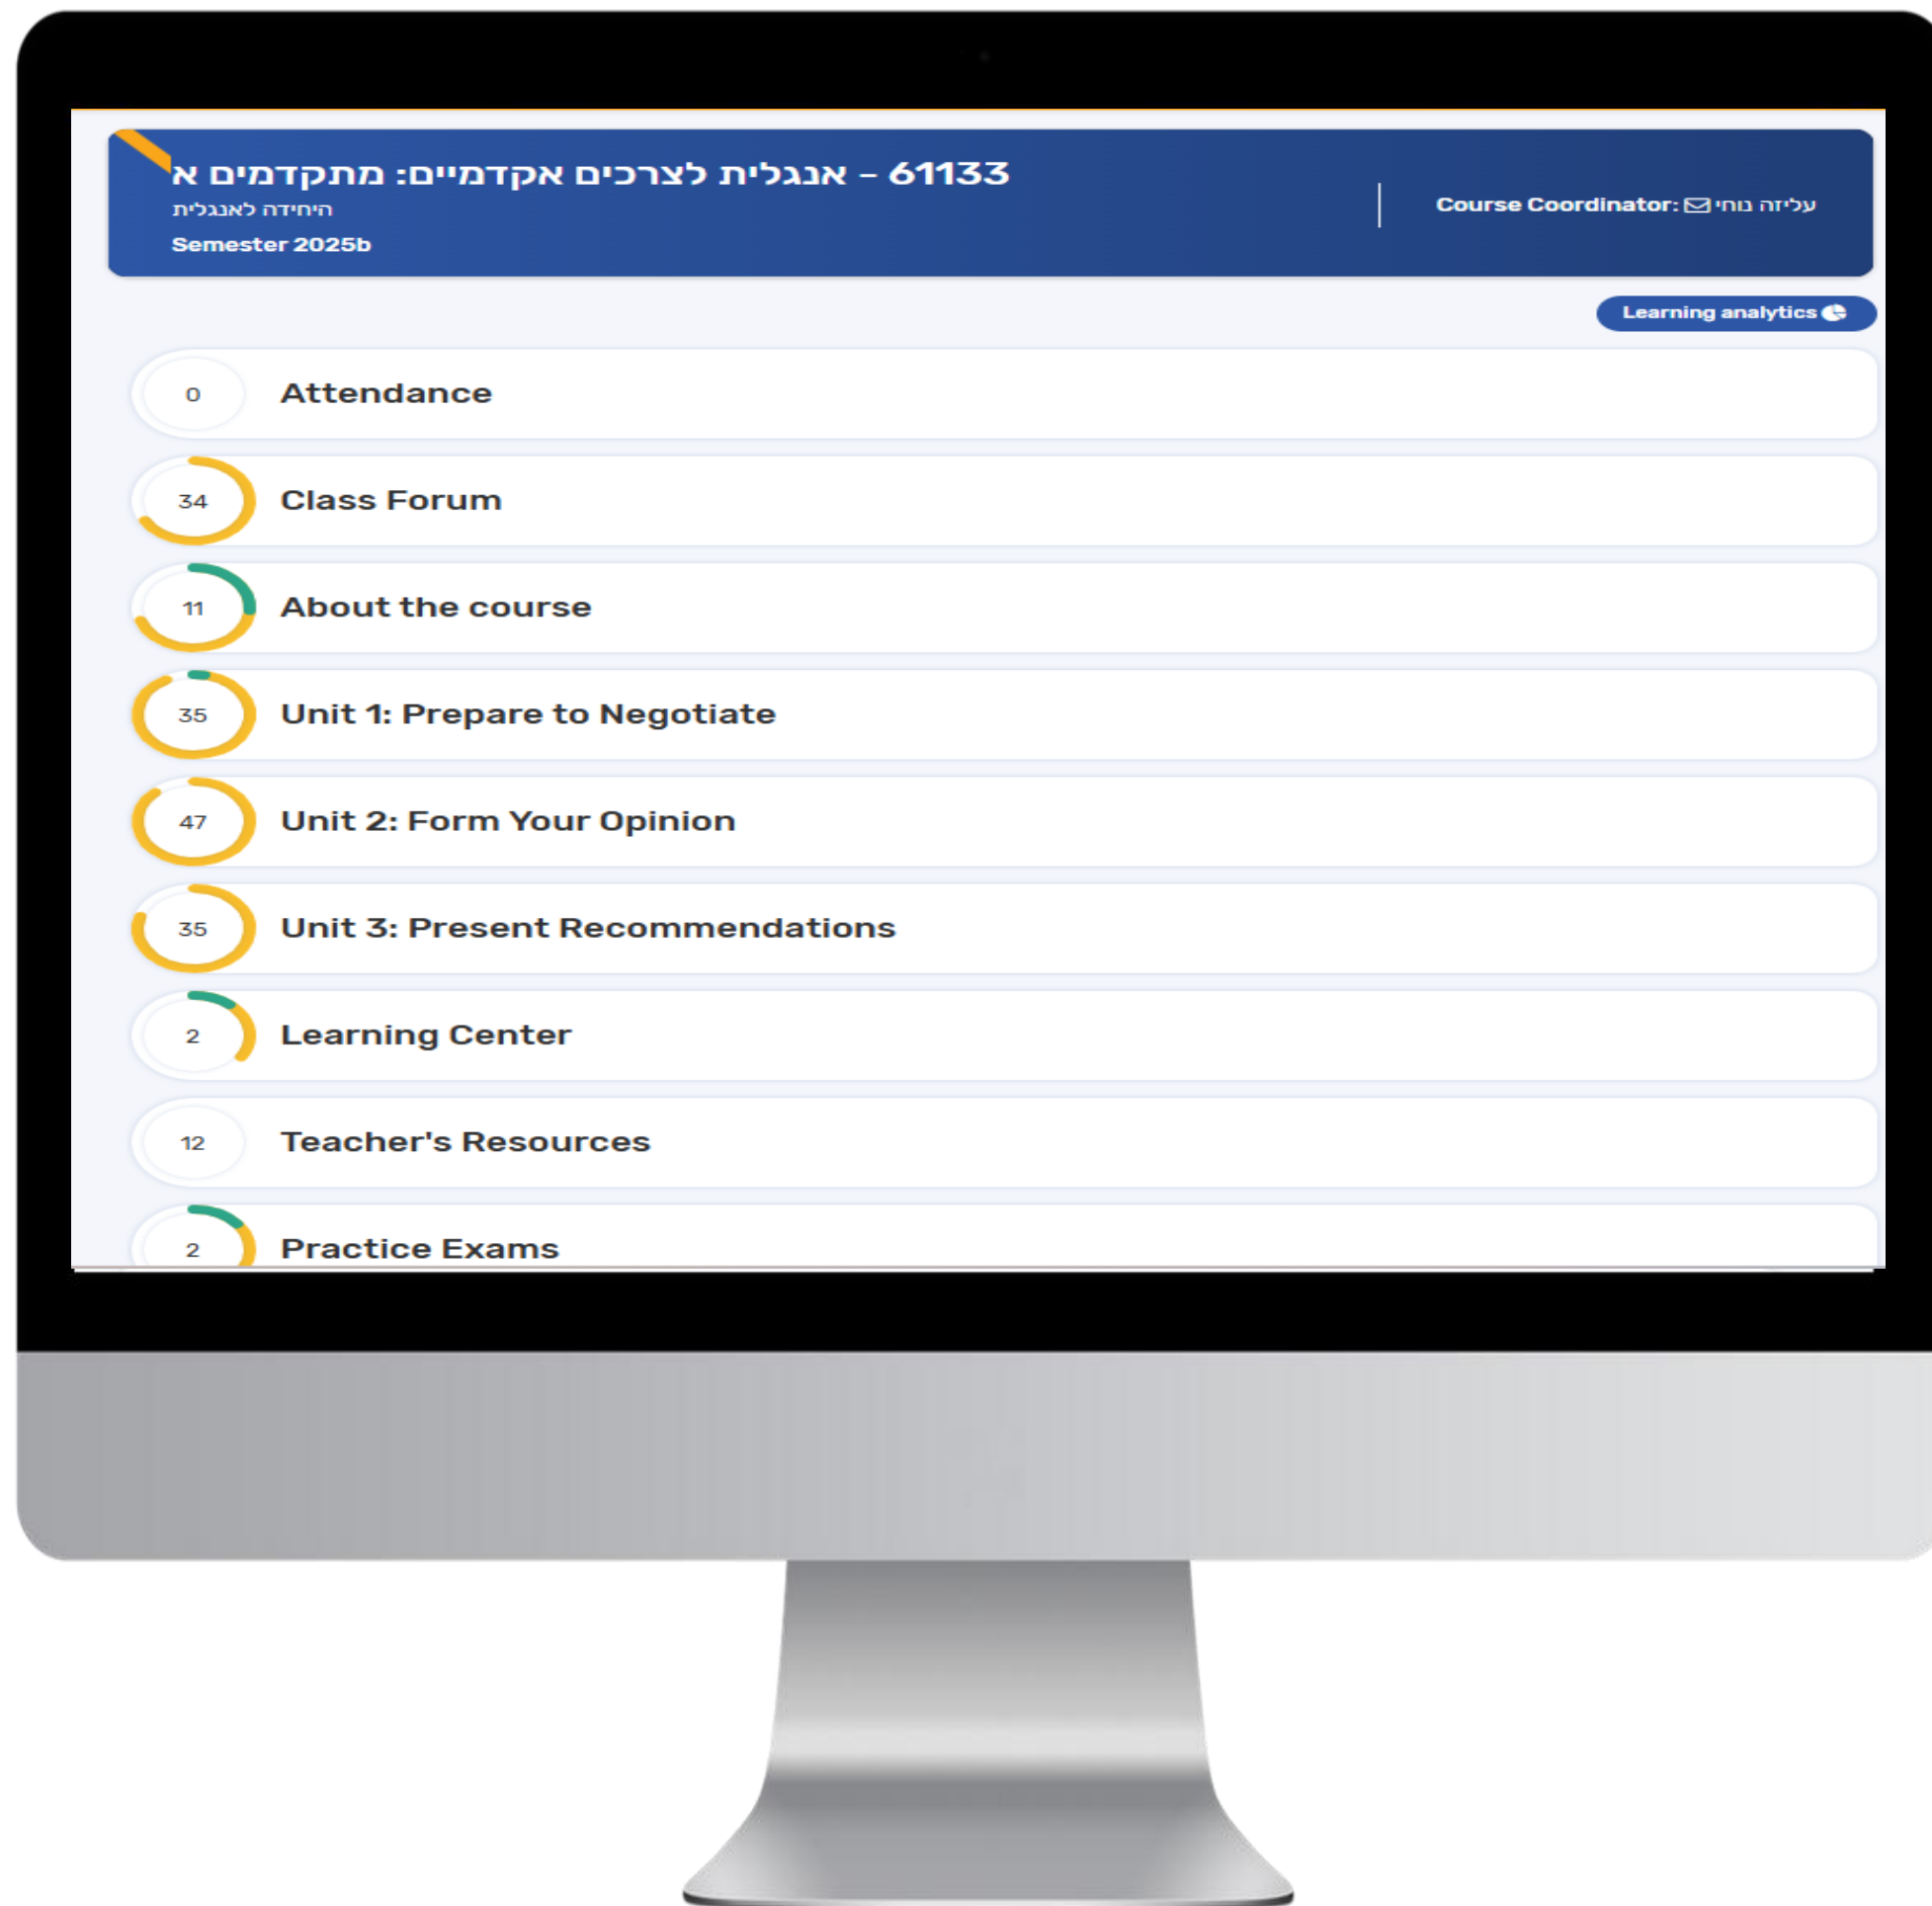 61133 - אנגלית לצרכים אקדמיים: מתקדמים א
היחידה לאנגלית
Semester 2025b
Course Coordinator: עליזה נוחי
Learning analytics
0 Attendance
34 Class Forum
11 About the course
35 Unit 1: Prepare to Negotiate
47 Unit 2: Form Your Opinion
35 Unit 3: Present Recommendations
2 Learning Center
12 Teacher's Resources
2 Practice Exams